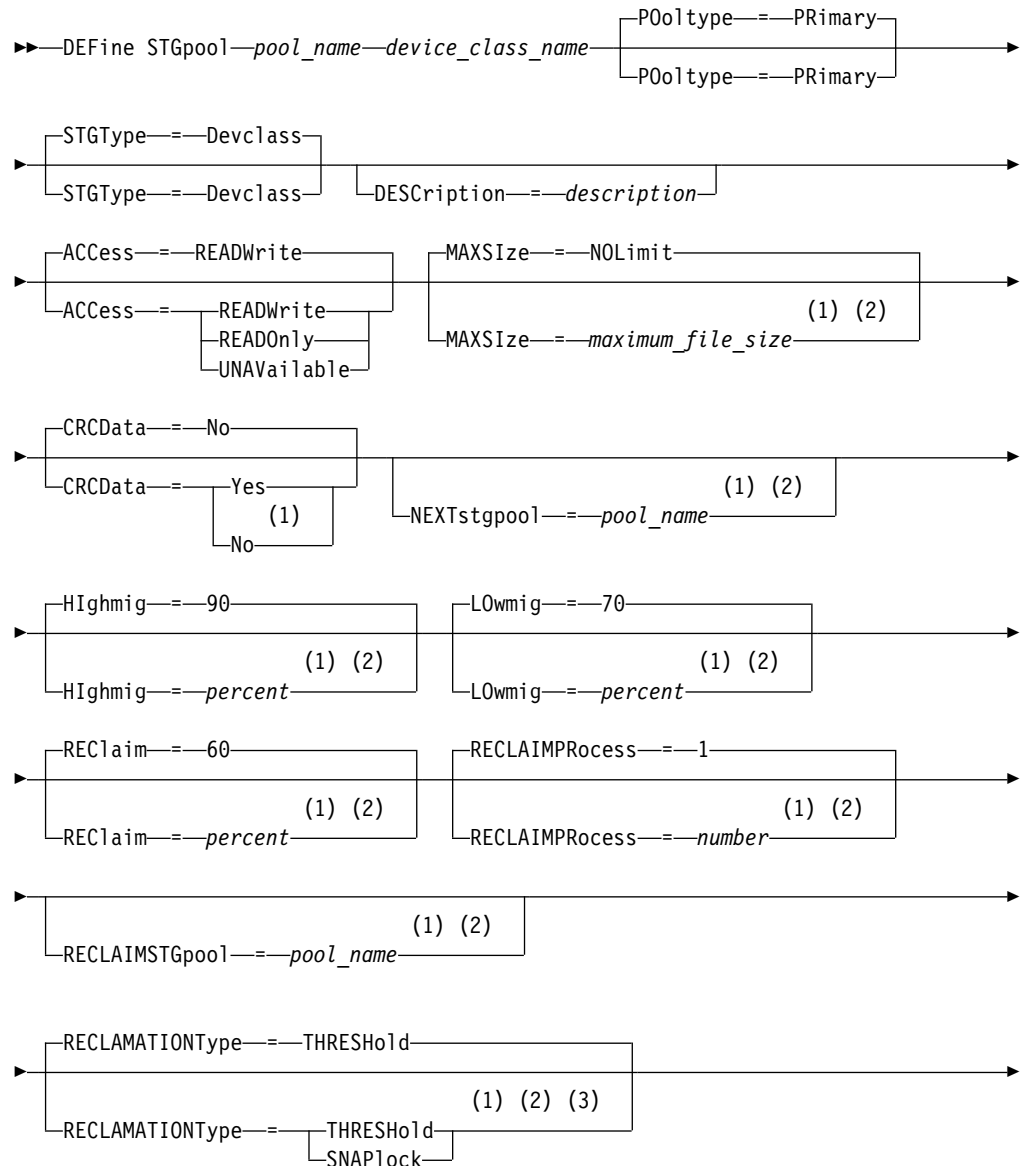 POoltype = PRimary
DEFine STGpool pool_name device_class_name
POoltype = PRimary
STGType = Devclass
STGType = Devclass
DESCription = description
ACCess = READWrite
MAXSIze = NOLimit
(1) (2)
ACCess = READWrite
MAXSIze = maximum_file_size
READOnly
UNAVailable
CRCData = No
(1) (2)
CRCData = Yes
NEXTstgpool = pool_name
(1)
No
HIghmig = 90
LOwmig = 70
(1) (2)
(1) (2)
HIghmig = percent
LOwmig = percent
REClaim = 60
RECLAIMPRocess = 1
(1) (2)
(1) (2)
REClaim = percent
RECLAIMPRocess = number
(1) (2)
RECLAIMSTGpool = pool_name
RECLAMATIONType = THRESHold
(1) (2) (3)
RECLAMATIONType = THRESHold
SNAPlock